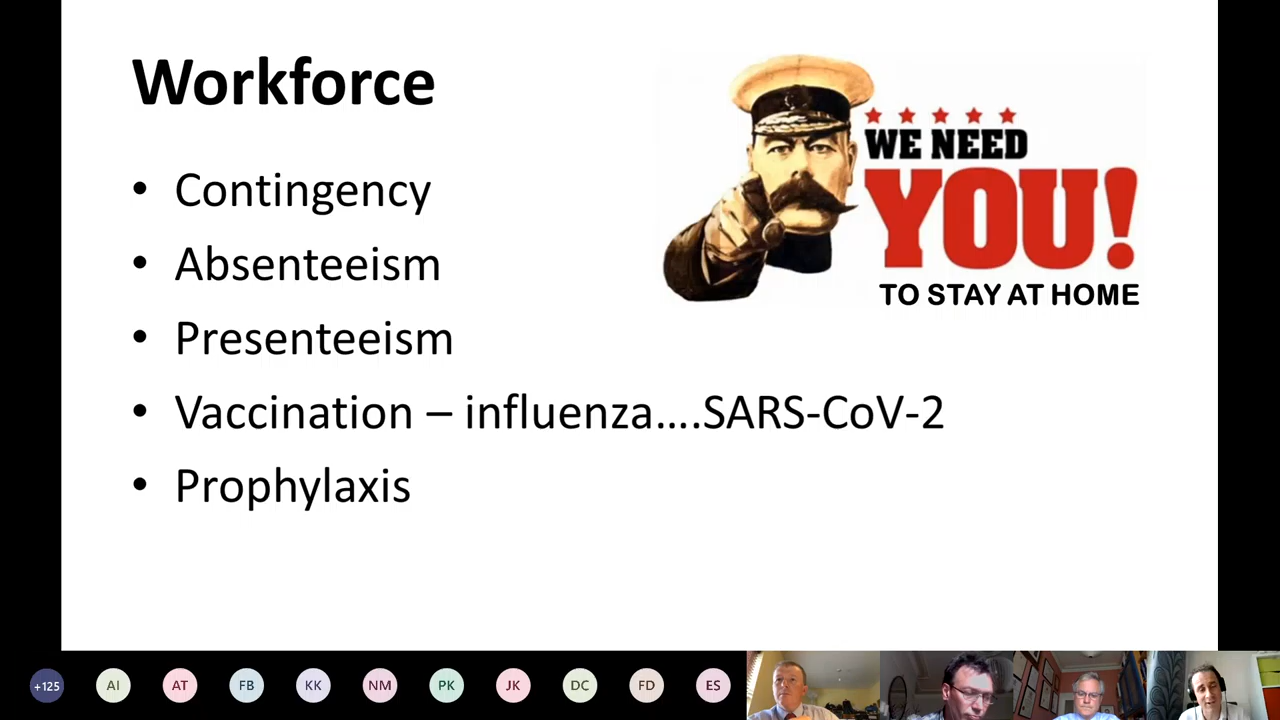 Workforce
WE NEED
YOU!
TO STAY AT HOME
• Contingency
• Absenteeism
• Presenteeism
• Vaccination – influenza….SARS-CoV-2
• Prophylaxis
+125 AI AT FB KK NM PK JK DC FD ES